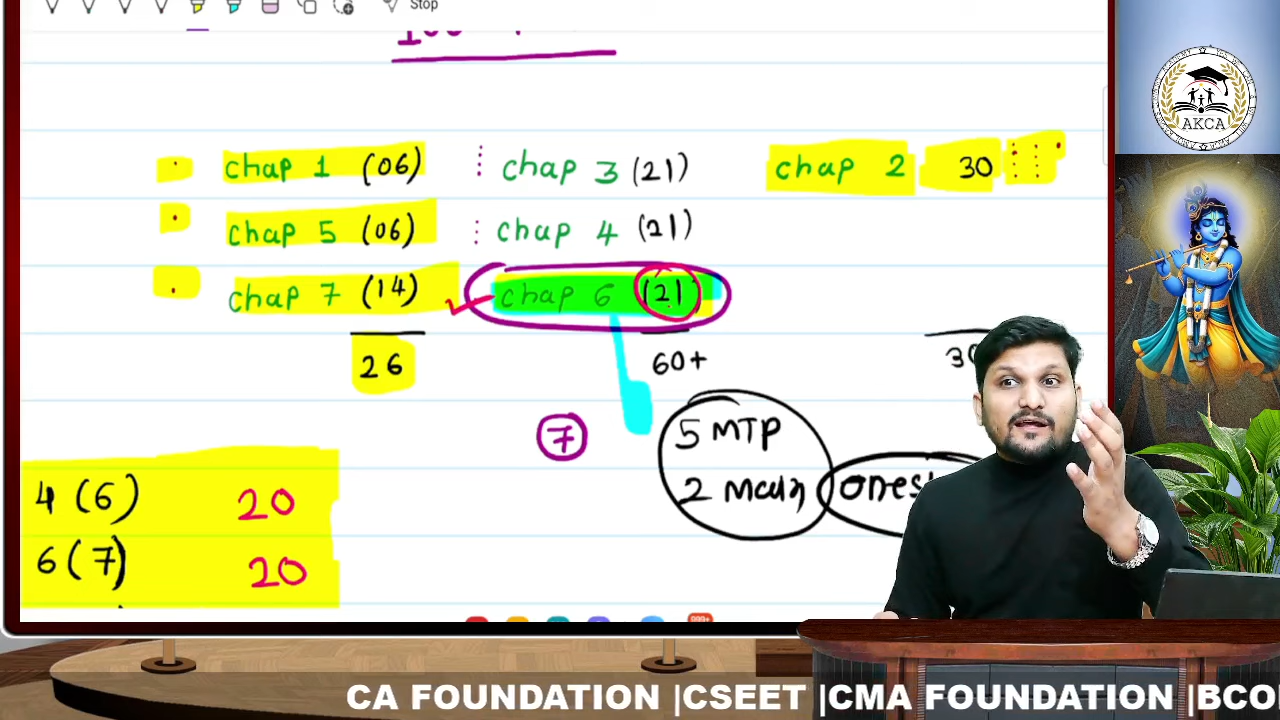 Stop
AKCA
chap 1 (06) chap 3 (21) chap 2 30
chap 5 (06) chap 4 (21)
chap 7 (14) chap 6 (21)
26 60+
7 5 MTP
2 main
4 (6) 20
6 (7) 20
999+
CA FOUNDATION |CSEET |CMA FOUNDATION |BCO